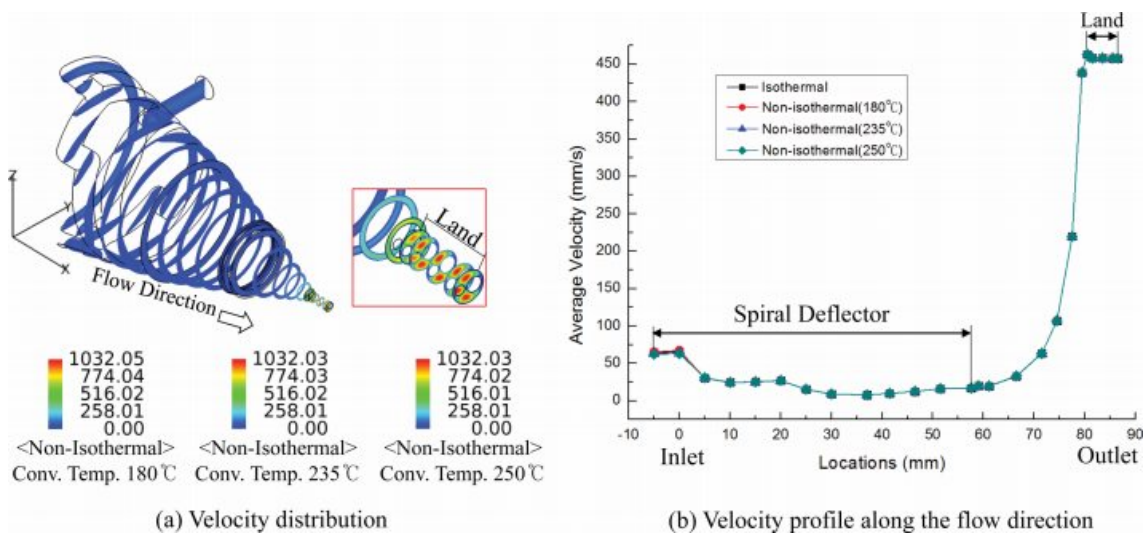 Z
Y
X
Flow Direction
Land
1032.05
774.04
516.02
258.01
0.00
<Non-Isothermal>
Conv. Temp. 180℃
1032.03
774.02
516.02
258.01
0.00
<Non-Isothermal>
Conv. Temp. 235℃
1032.03
774.02
516.02
258.01
0.00
<Non-Isothermal>
Conv. Temp. 250℃
(a) Velocity distribution
Land
Isothermal
Non-isothermal(180℃)
Non-isothermal(235℃)
Non-isothermal(250℃)
Average Velocity (mm/s)
450
400
350
300
250
200
150
100
50
0
Spiral Deflector
-10 0 10 20 30 40 50 60 70 80 90
Inlet
Locations (mm)
Outlet
(b) Velocity profile along the flow direction